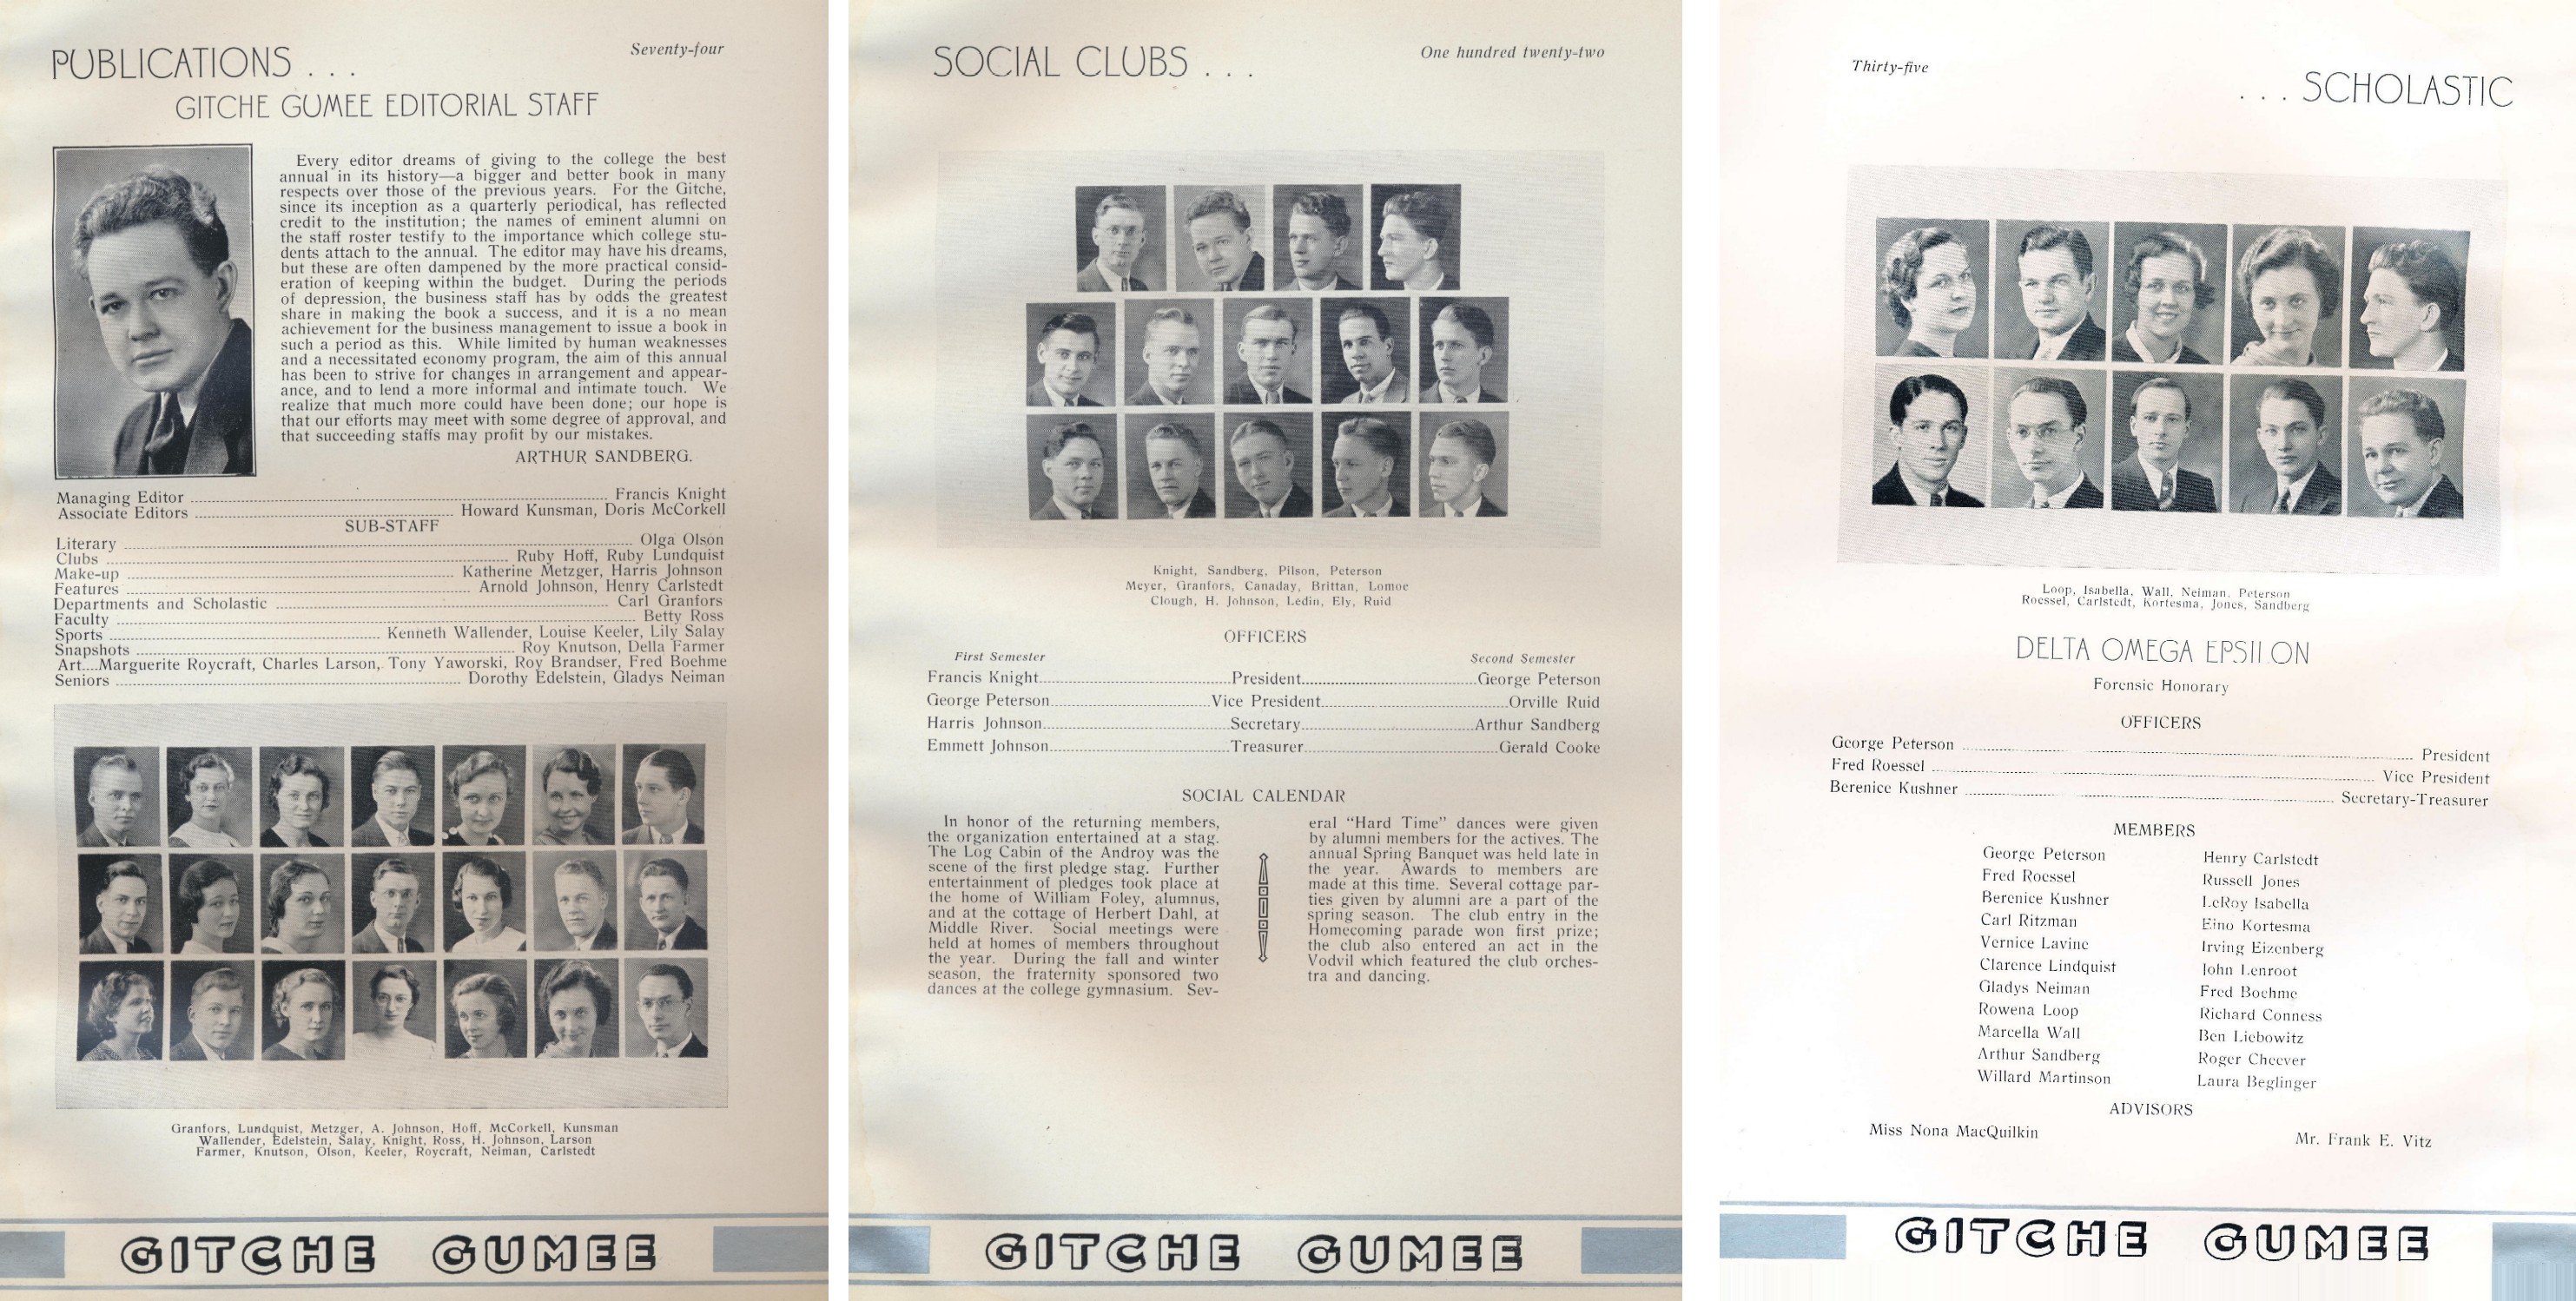 PUBLICATIONS . . .
Seventy-four
GITCHE GUMEE EDITORIAL STAFF
Every editor dreams of giving to the college the best
annual in its history—a bigger and better book in many
respects over those of the previous years. For the Gitche,
since its inception as a quarterly periodical, has reflected
credit to the institution; the names of eminent alumni on
the staff roster testify to the importance which college stu-
dents attach to the annual. The editor may have his dreams,
but these are often dampened by the more practical consid-
eration of keeping within the budget. During the periods
of depression, the business staff has by odds the greatest
share in making the book a success, and it is a no mean
achievement for the business management to issue a book in
such a period as this. While limited by human weaknesses
and a necessitated economy program, the aim of this annual
has been to strive for changes in arrangement and appear-
ance, and to lend a more informal and intimate touch. We
realize that much more could have been done; our hope is
that our efforts may meet with some degree of approval, and
that succeeding staffs may profit by our mistakes.
ARTHUR SANDBERG.
Managing Editor ........ Francis Knight
Associate Editors ........ Howard Kunsman, Doris McCorkell
SUB-STAFF
Literary ........ Olga Olson
Clubs ........ Ruby Hoff, Ruby Lundquist
Make-up ........ Katherine Metzger, Harris Johnson
Features ........ Arnold Johnson, Henry Carlstedt
Departments and Scholastic ........ Carl Granfors
Faculty ........ Betty Ross
Sports ........ Kenneth Wallender, Louise Keeler, Lily Salay
Snapshots ........ Roy Knutson, Della Farmer
Art....Marguerite Roycraft, Charles Larson, Tony Yaworski, Roy Brandser, Fred Boehme
Seniors ........ Dorothy Edelstein, Gladys Neiman
Granfors, Lundquist, Metzger, A. Johnson, Hoff, McCorkell, Kunsman
Wallender, Edelstein, Salay, Knight, Ross, H. Johnson, Larson
Farmer, Knutson, Olson, Keeler, Roycraft, Neiman, Carlstedt
GITCHE GUMEE
SOCIAL CLUBS . . .
One hundred twenty-two
Knight, Sandberg, Pilson, Peterson
Meyer, Granfors, Canaday, Brittan, Lomoe
Clough, H. Johnson, Ledin, Ely, Ruid
OFFICERS
First Semester Second Semester
Francis Knight........President........George Peterson
George Peterson........Vice President........Orville Ruid
Harris Johnson........Secretary........Arthur Sandberg
Emmett Johnson........Treasurer........Gerald Cooke
SOCIAL CALENDAR
In honor of the returning members,
the organization entertained at a stag.
The Log Cabin of the Androy was the
scene of the first pledge stag. Further
entertainment of pledges took place at
the home of William Foley, alumnus,
and at the cottage of Herbert Dahl, at
Middle River. Social meetings were
held at homes of members throughout
the year. During the fall and winter
season, the fraternity sponsored two
dances at the college gymnasium. Sev-
eral "Hard Time" dances were given
by alumni members for the actives. The
annual Spring Banquet was held late in
the year. Awards to members are
made at this time. Several cottage par-
ties given by alumni are a part of the
spring season. The club entry in the
Homecoming parade won first prize;
the club also entered an act in the
Vodvil which featured the club orches-
tra and dancing.
GITCHE GUMEE
Thirty-five
. . . SCHOLASTIC
Loop, Isabella, Wall, Neiman, Peterson
Roessel, Carlstedt, Kortesma, Jones, Sandberg
DELTA OMEGA EPSILON
Forensic Honorary
OFFICERS
George Peterson ........ President
Fred Roessel ........ Vice President
Berenice Kushner ........ Secretary-Treasurer
MEMBERS
George Peterson
Fred Roessel
Berenice Kushner
Carl Ritzman
Vernice Lavine
Clarence Lindquist
Gladys Neiman
Rowena Loop
Marcella Wall
Arthur Sandberg
Willard Martinson
Henry Carlstedt
Russell Jones
LeRoy Isabella
Eino Kortesma
Irving Eizenberg
John Lenroot
Fred Boehme
Richard Conness
Ben Liebowitz
Roger Cheever
Laura Beglinger
ADVISORS
Miss Nona MacQuilkin
Mr. Frank E. Vitz
GITCHE GUMEE